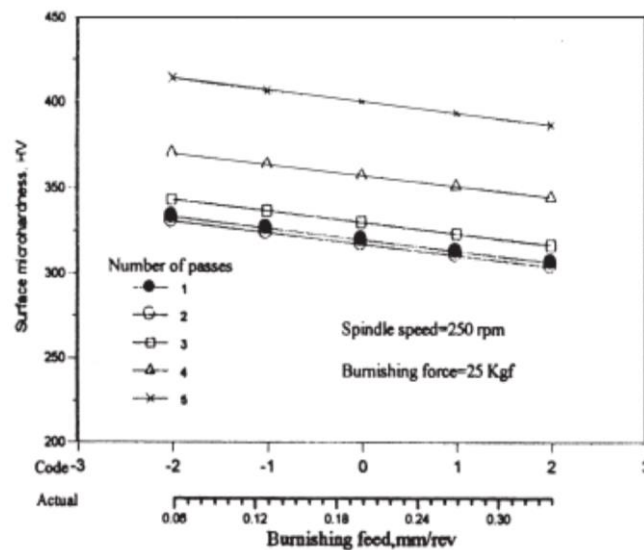 450
400
350
300
250
200
Surface microhardness, HV
Number of passes
1
2
3
4
5
Spindle speed=250 rpm
Burnishing force=25 Kgf
Code -3 -2 -1 0 1 2 3
Actual
0.06 0.12 0.18 0.24 0.30
Burnishing feed,mm/rev